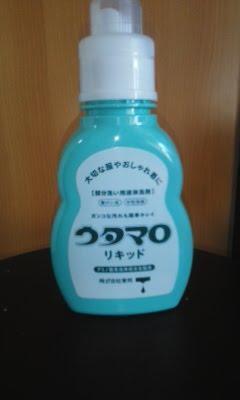 大切な服やおしゃれ着に
【部分洗い用液体洗剤】
ガンコな汚れも簡単キレイ
ウタマロ
リキッド
株式会社東邦